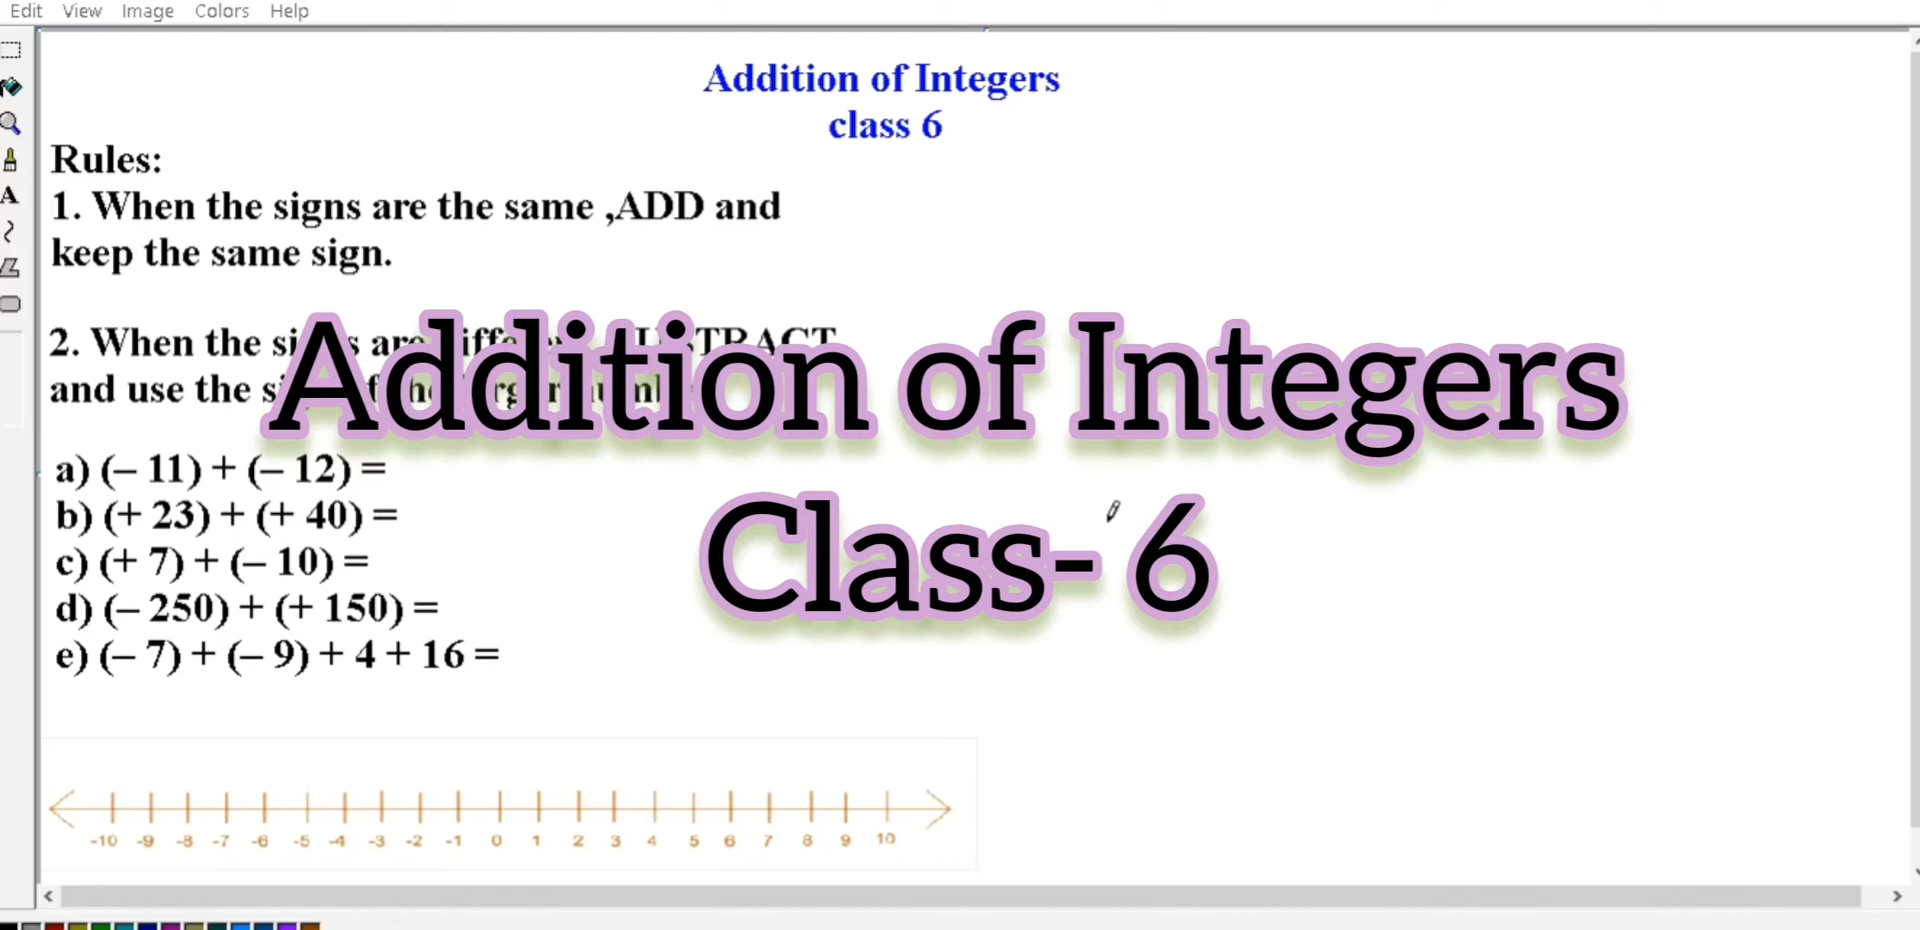 Edit View Image Colors Help
Addition of Integers
class 6
Rules:
1. When the signs are the same ,ADD and
keep the same sign.
2. When the signs are
and use the
Addition of Integers
Class- 6
a) (– 11) + (– 12) =
b) (+ 23) + (+ 40) =
c) (+ 7) + (– 10) =
d) (– 250) + (+ 150) =
e) (– 7) + (– 9) + 4 + 16 =
-10 -9 -8 -7 -6 -5 -4 -3 -2 -1 0 1 2 3 4 5 6 7 8 9 10